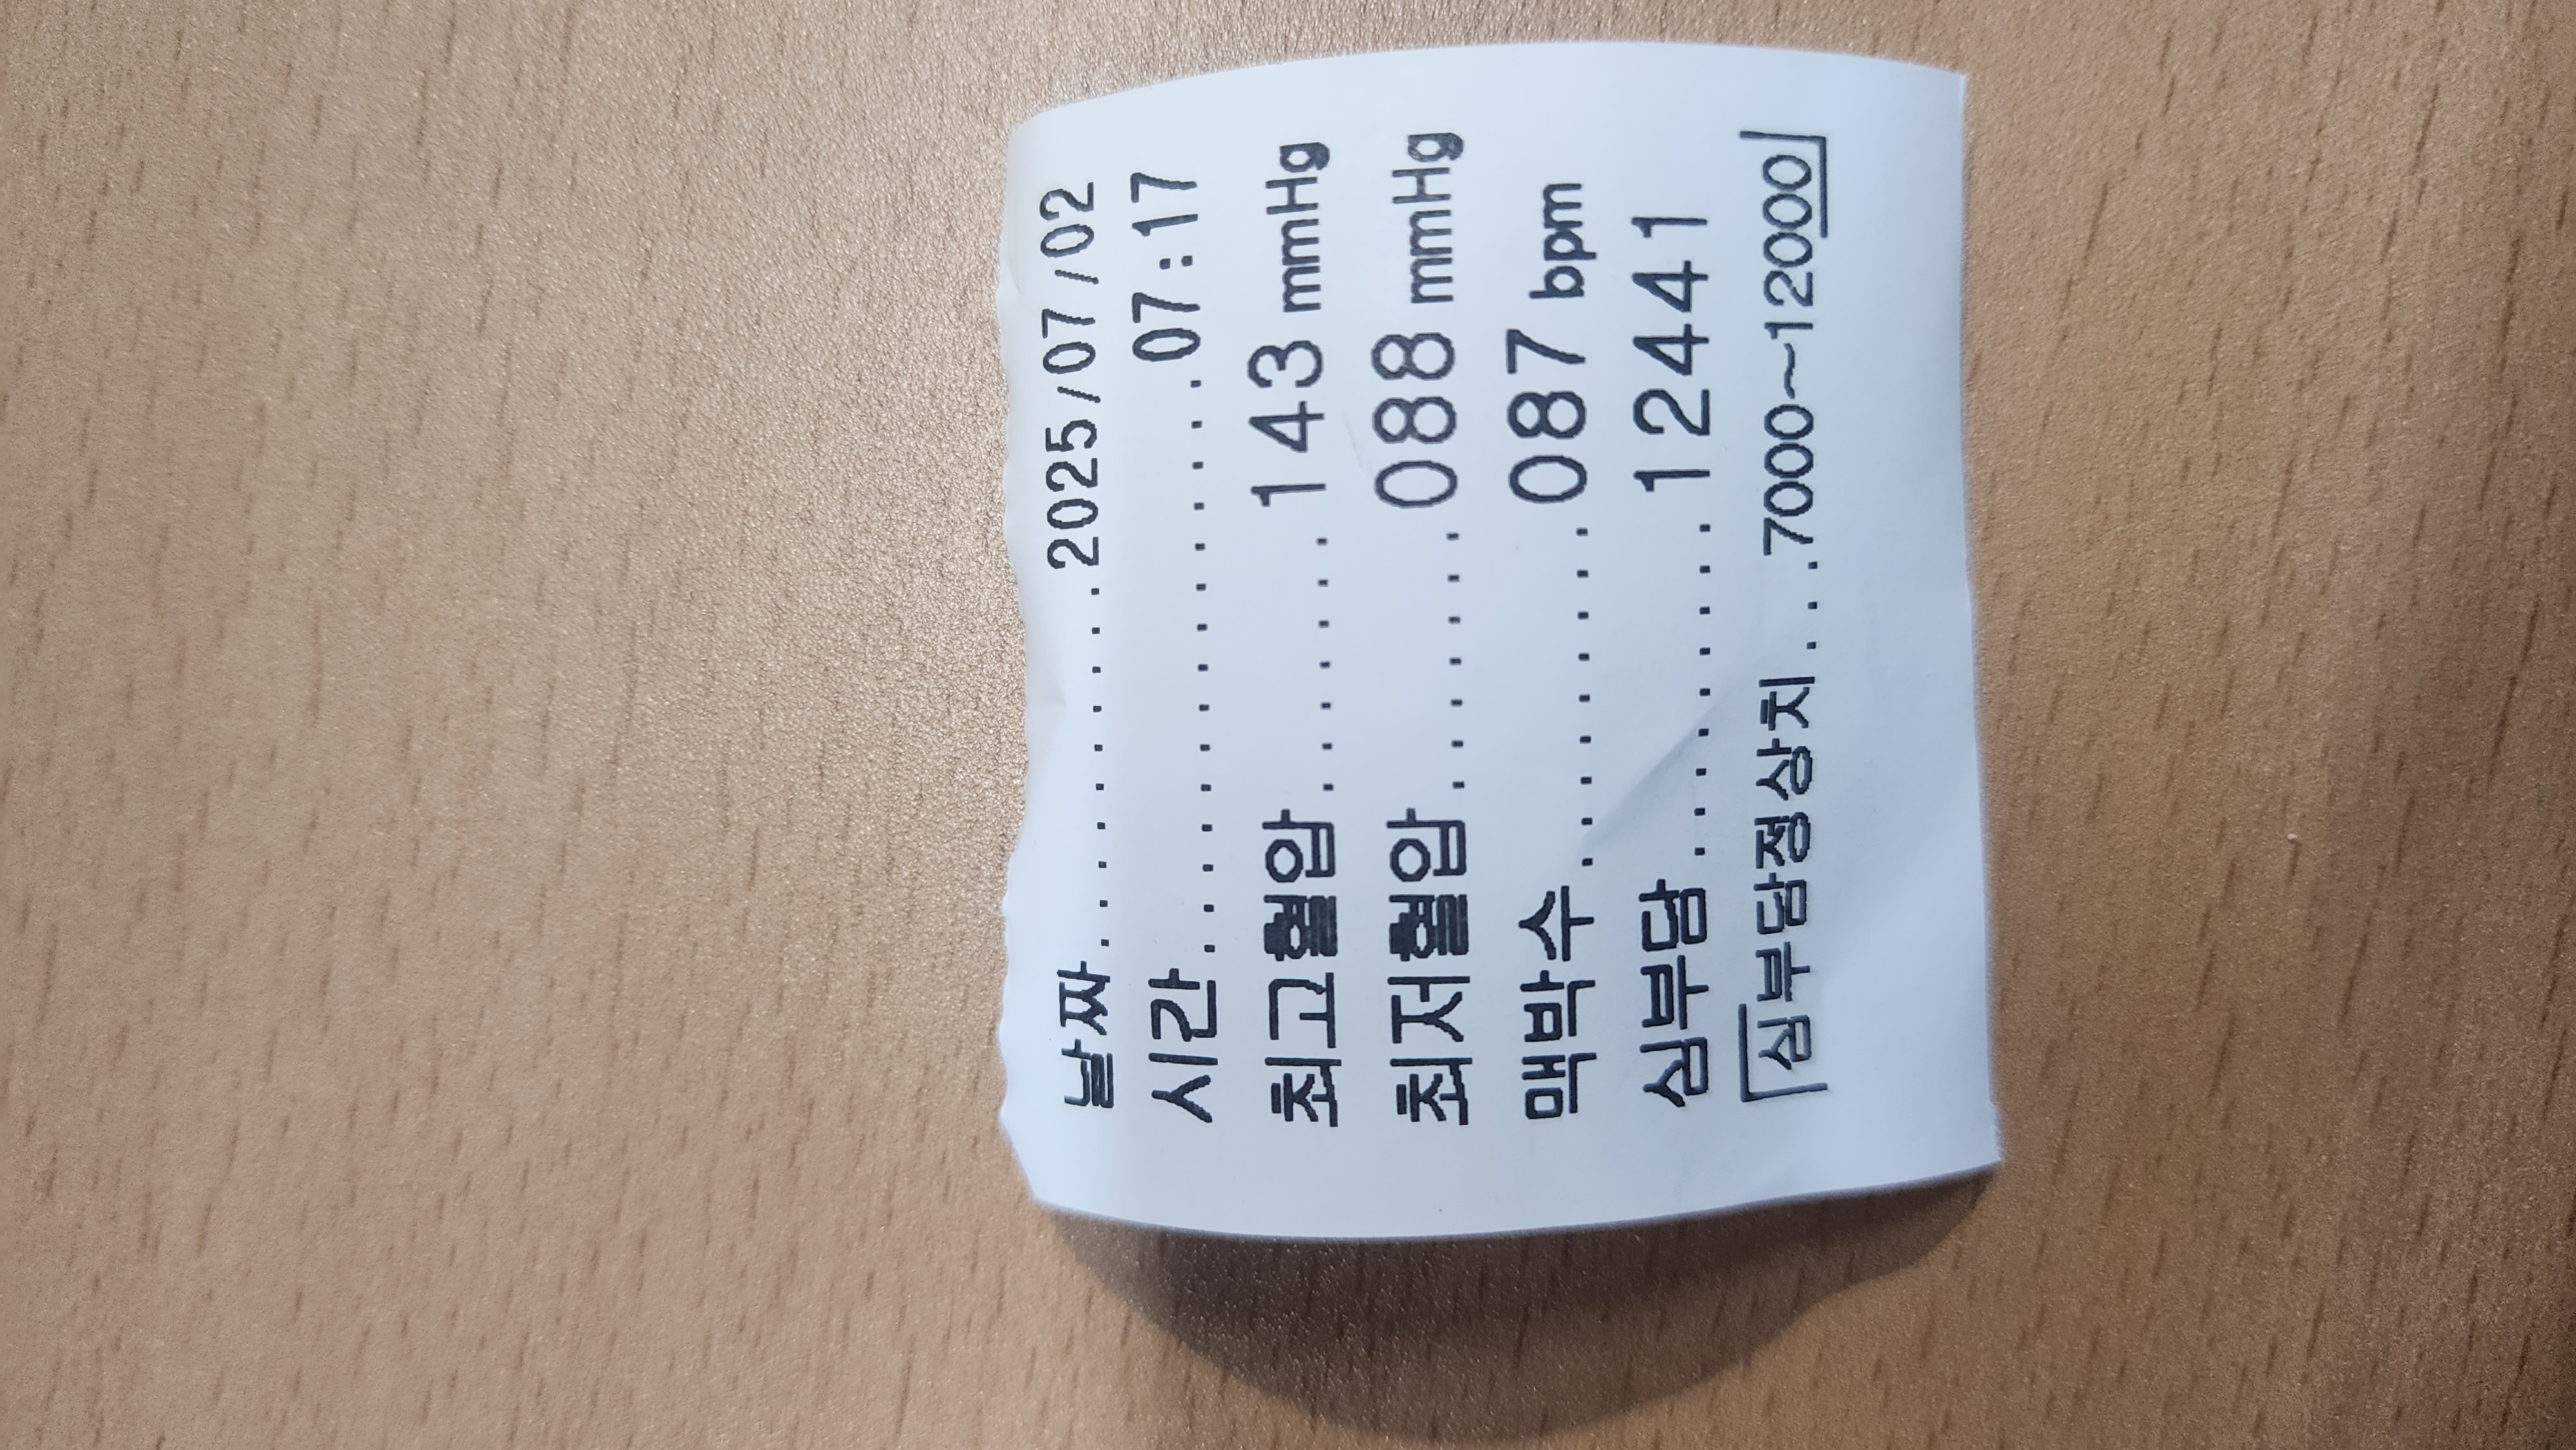 날짜..............2025/07/02
시간...............07:17
최고혈압.......143 mmHg
최저혈압.......088 mmHg
맥박수.........087 bpm
심부담.........12441
「심부담정상치...7000~12000」